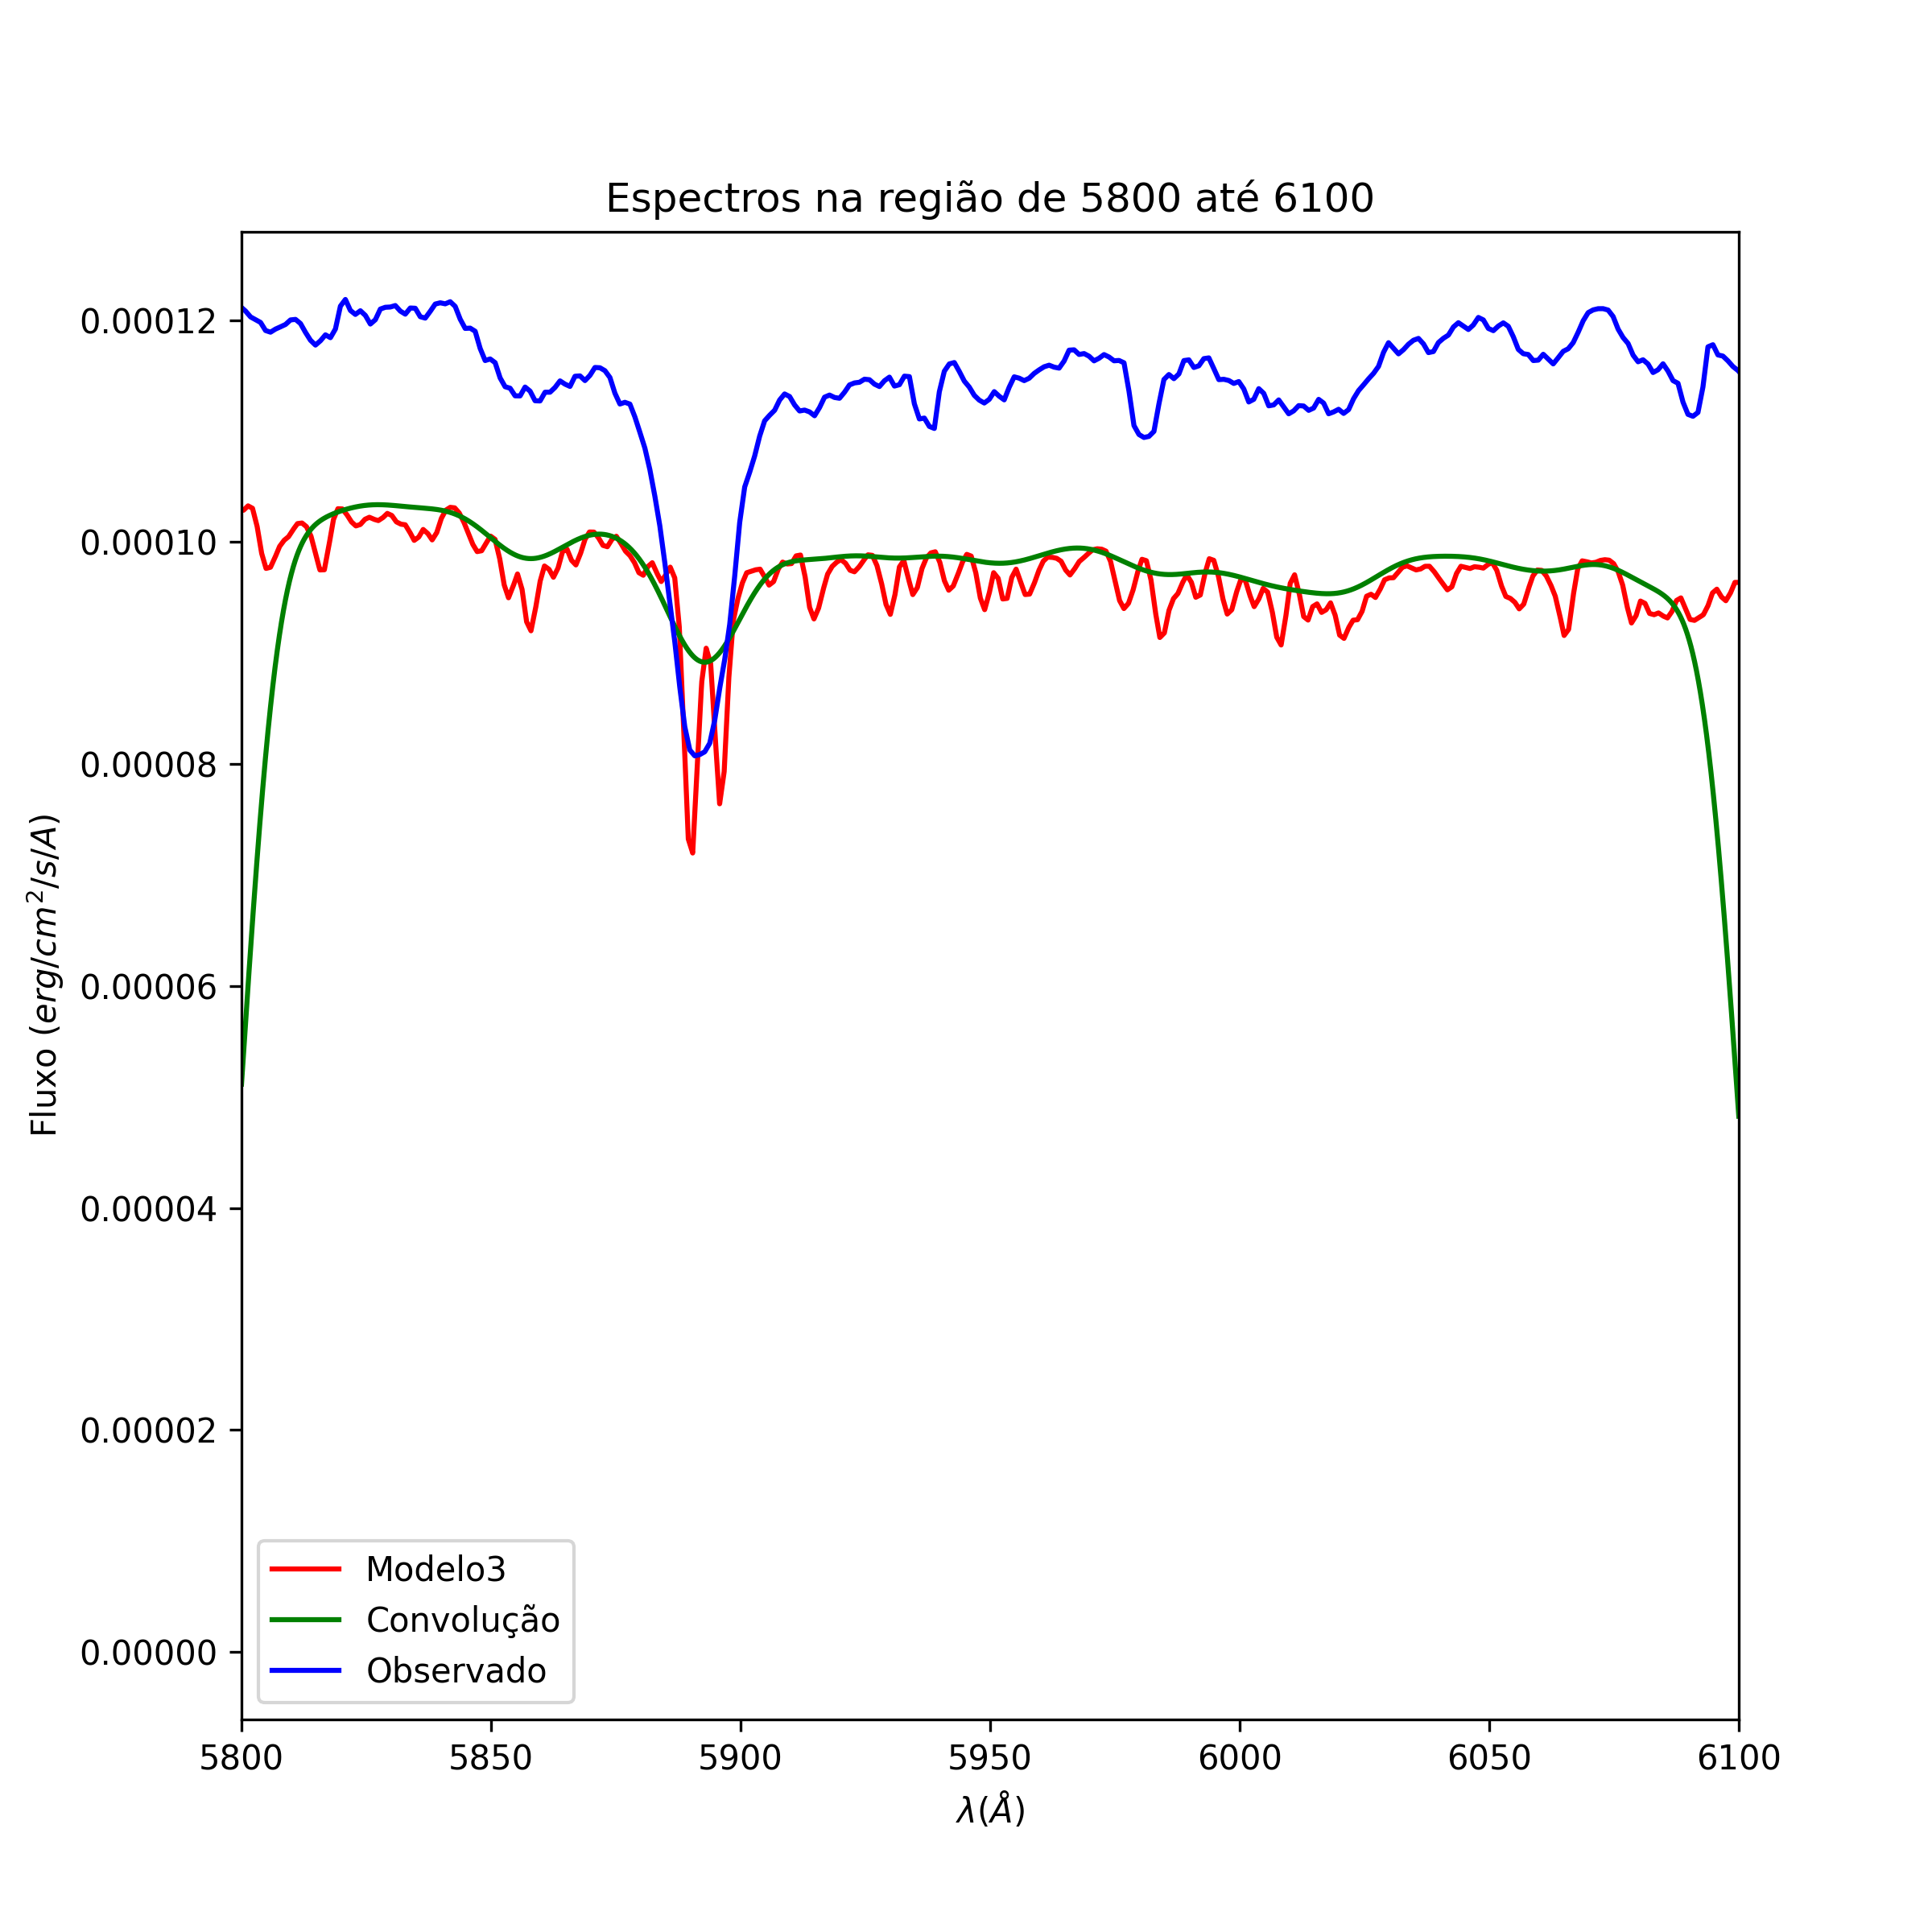 Espectros na região de 5800 até 6100
0.00012
0.00010
0.00008
0.00006
0.00004
0.00002
0.00000
Fluxo (erg/cm²/s/A)
Modelo3
Convolução
Observado
5800 5850 5900 5950 6000 6050 6100
λ(Å)